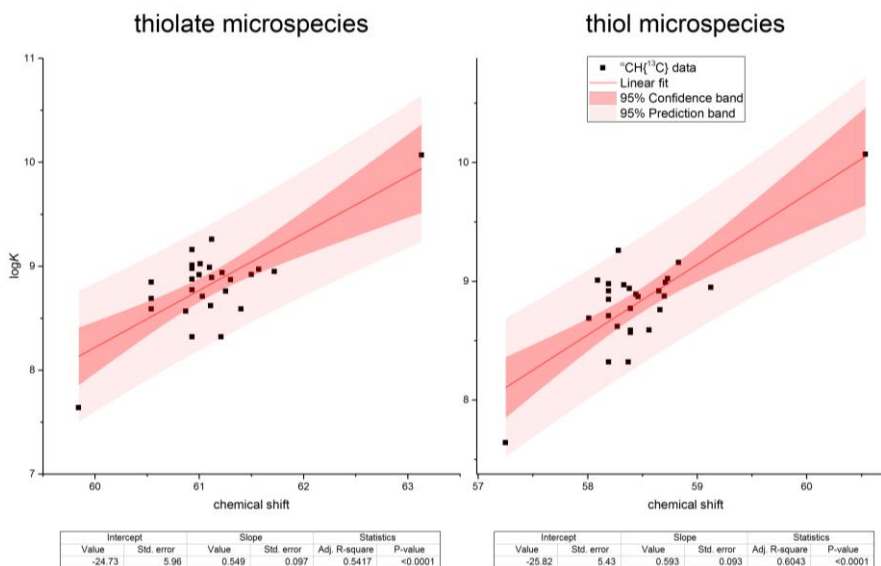 thiolate microspecies
thiol microspecies
11
10
9
8
7
logK
60
61
62
63
chemical shift
10
9
8
57
58
59
60
chemical shift
αCH{13C} data
Linear fit
95% Confidence band
95% Prediction band
Intercept Slope Statistics
Value Std. error Value Std. error Adj. R-square P-value
-24.73 5.96 0.549 0.097 0.5417 <0.0001
Intercept Slope Statistics
Value Std. error Value Std. error Adj. R-square P-value
-25.82 5.43 0.593 0.093 0.6043 <0.0001